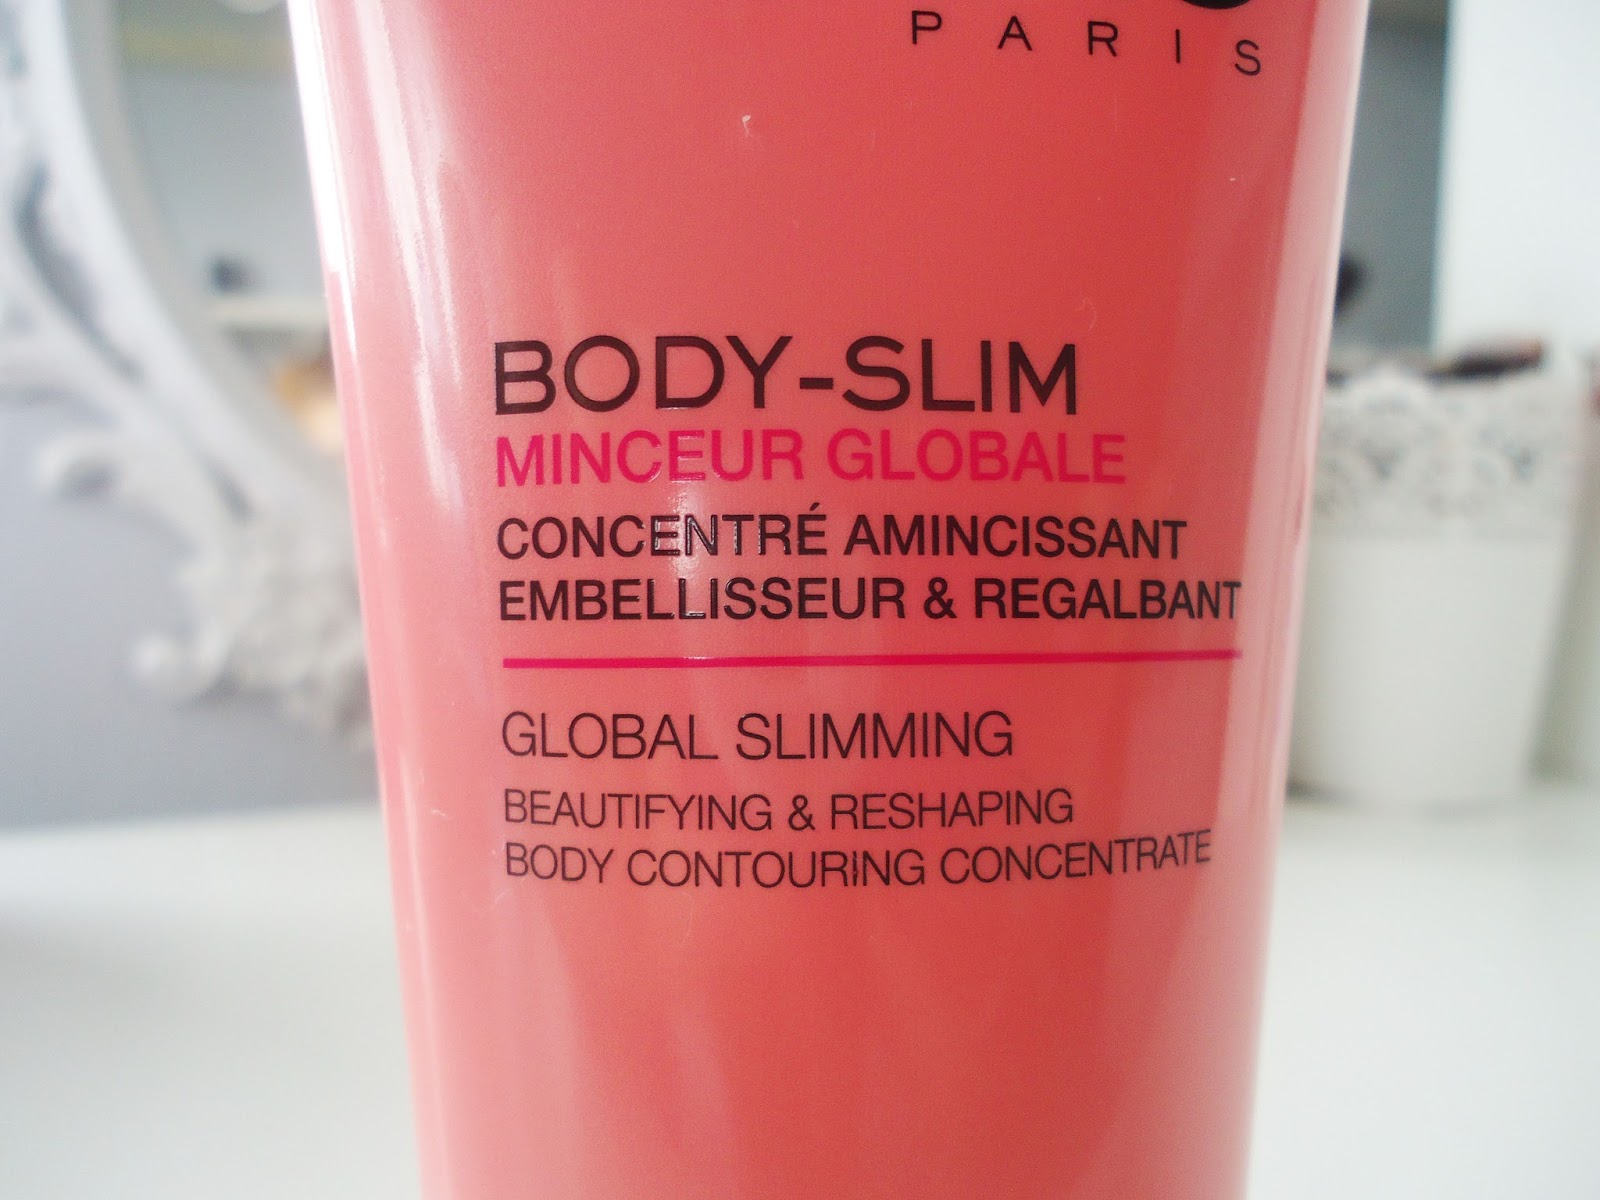 PARIS
BODY-SLIM
MINCEUR GLOBALE
CONCENTRÉ AMINCISSANT
EMBELLISSEUR & REGALBANT
GLOBAL SLIMMING
BEAUTIFYING & RESHAPING
BODY CONTOURING CONCENTRATE